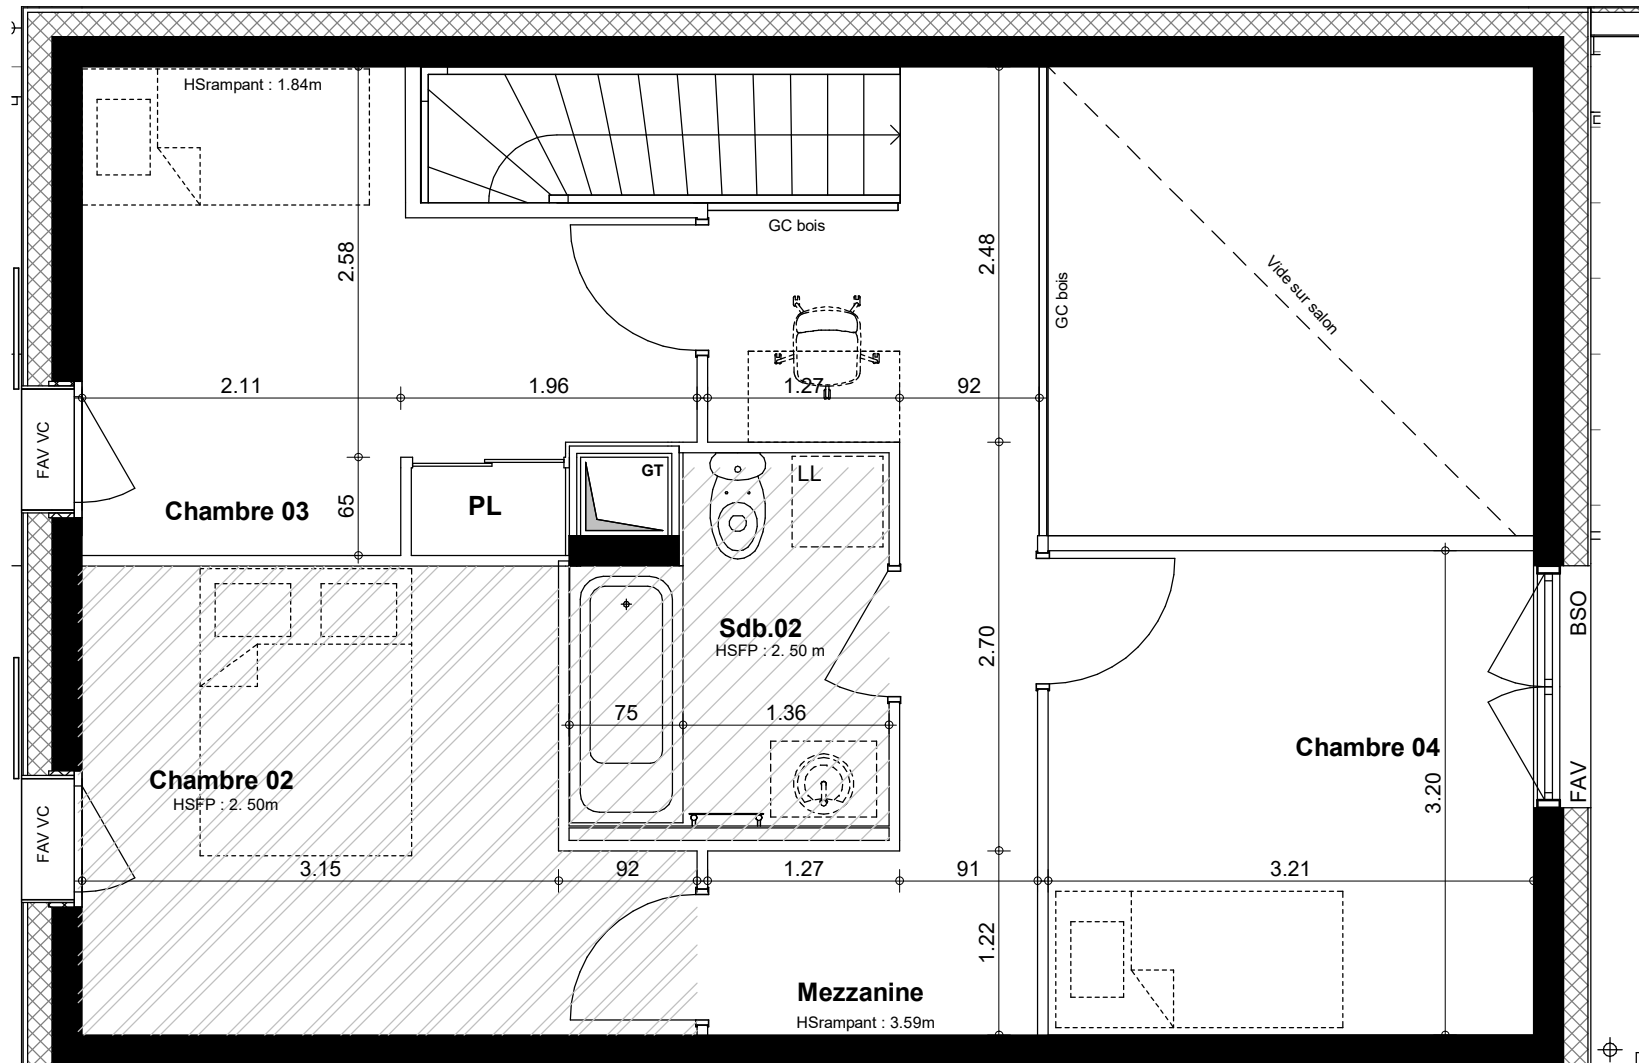 HSrampant : 1.84m
GC bois
2.58
2.48
GC bois
Vide sur salon
2.11
1.96
1.27
92
FAV VC
GT
LL
PL
Chambre 03
65
BSO
Sdb.02
HSFP : 2. 50 m
2.70
75
1.36
Chambre 04
Chambre 02
HSFP : 2. 50m
3.20
FAV
FAV VC
3.15
92
1.27
91
3.21
1.22
Mezzanine
HSrampant : 3.59m